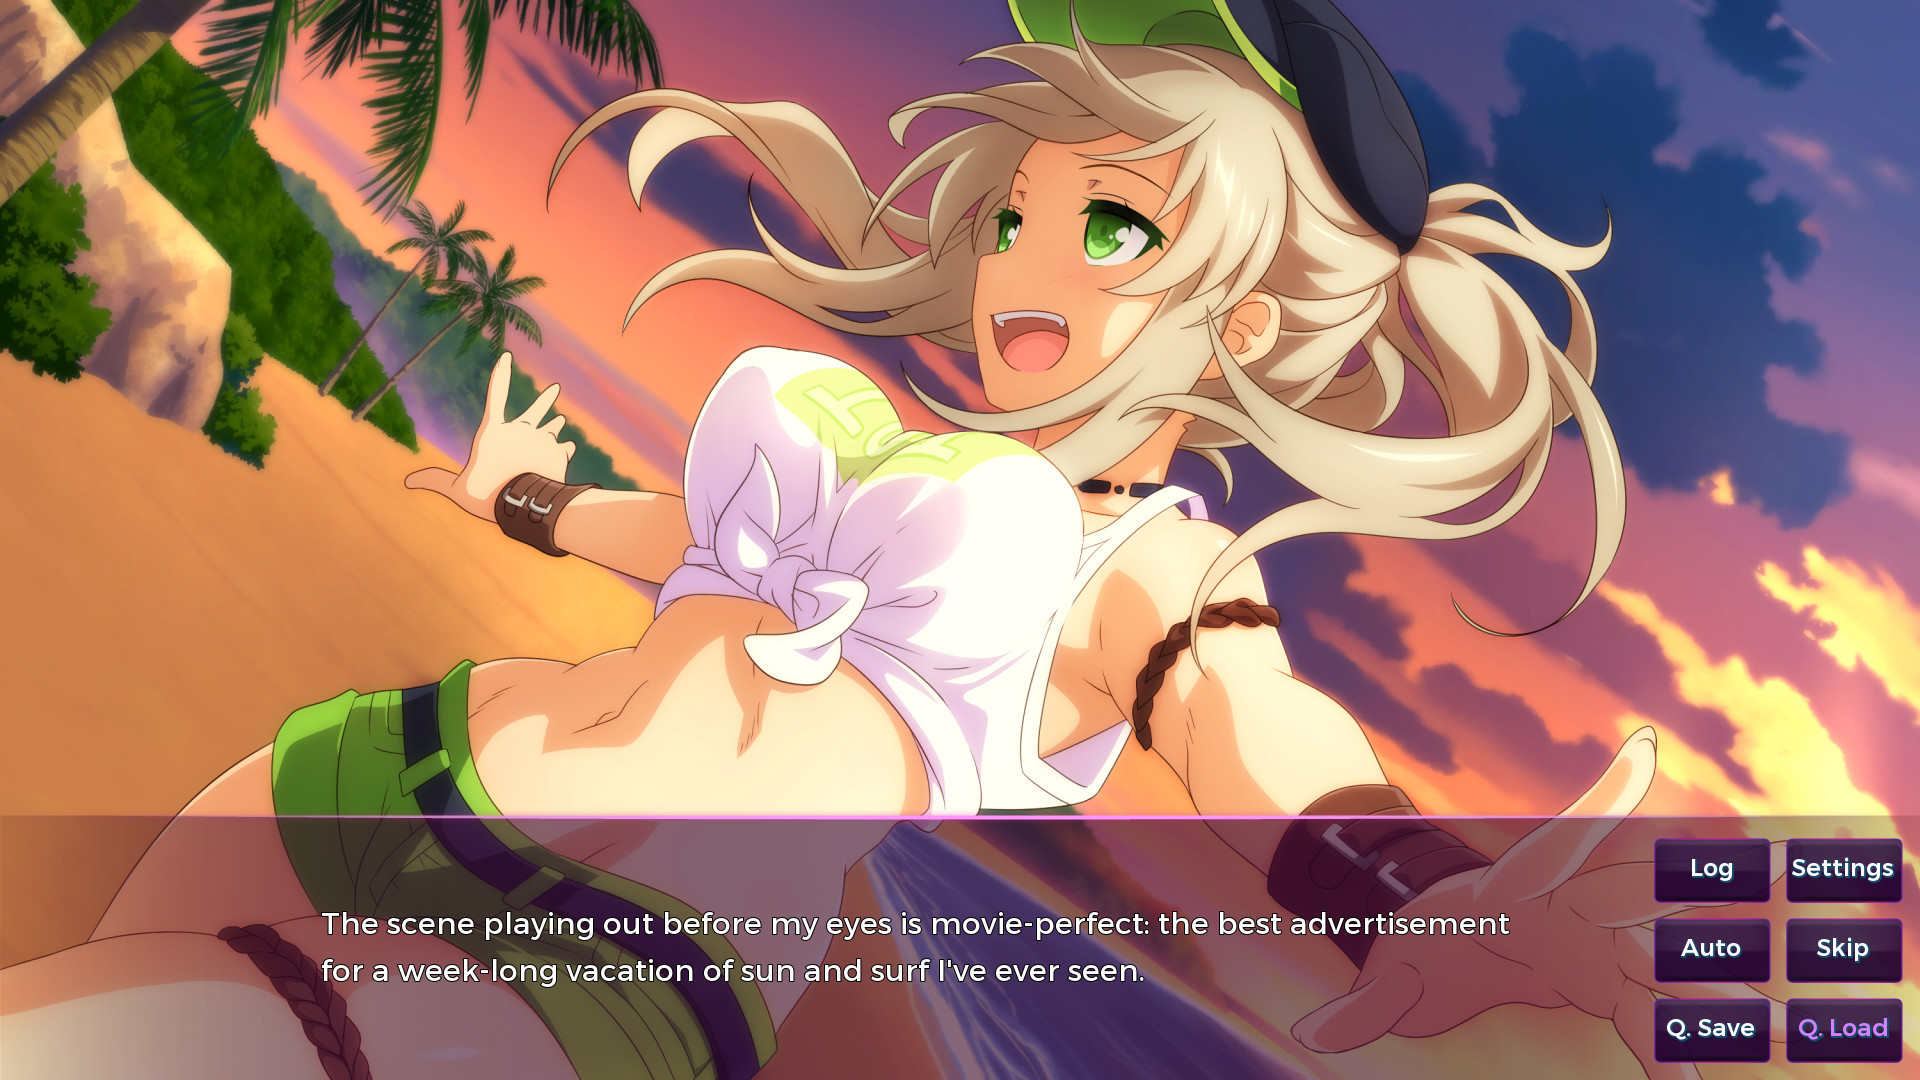 The scene playing out before my eyes is movie-perfect: the best advertisement
for a week-long vacation of sun and surf I've ever seen.
Log
Settings
Auto
Skip
Q. Save
Q. Load